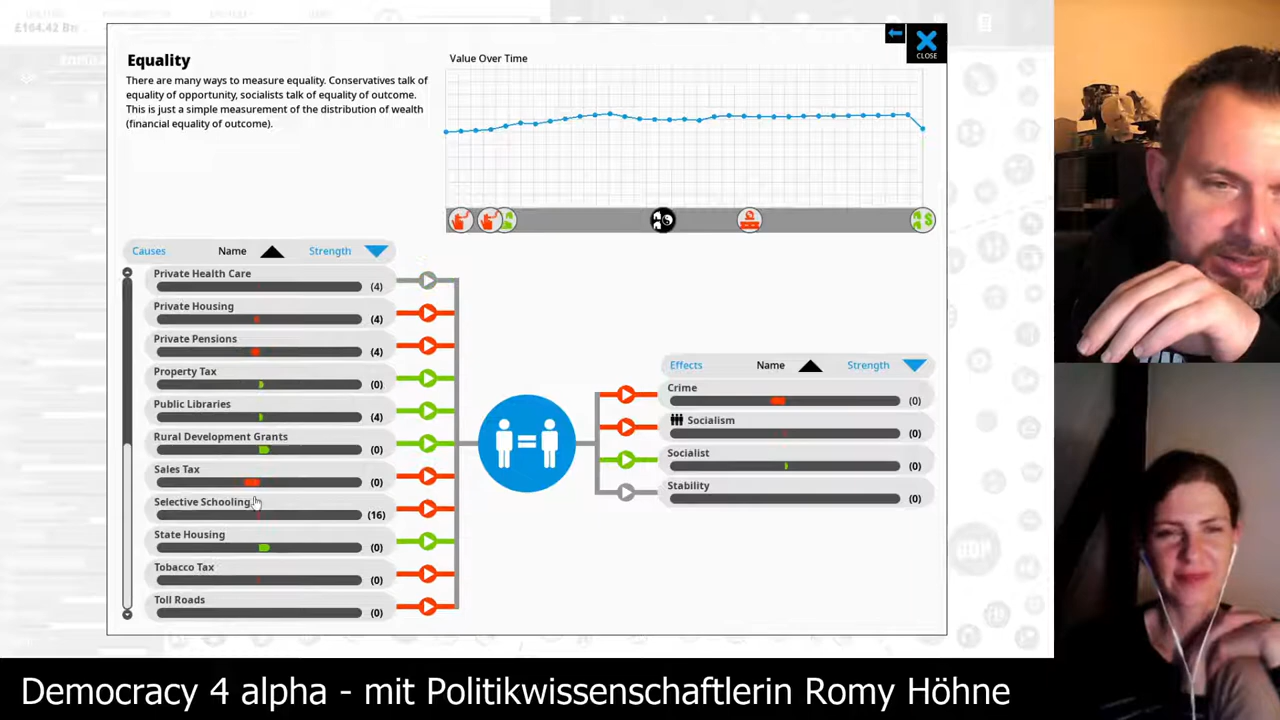 £164.42 Bn
Equality
There are many ways to measure equality. Conservatives talk of
equality of opportunity, socialists talk of equality of outcome.
This is just a simple measurement of the distribution of wealth
(financial equality of outcome).
Value Over Time
CLOSE
Causes Name Strength
Private Health Care
(4)
Private Housing
(4)
Private Pensions
(4)
Property Tax
(0)
Public Libraries
(4)
Rural Development Grants
(0)
Sales Tax
(0)
Selective Schooling
(16)
State Housing
(0)
Tobacco Tax
(0)
Toll Roads
(0)
Effects Name Strength
Crime
(0)
Socialism
(0)
Socialist
(0)
Stability
(0)
GDP
Democracy 4 alpha - mit Politikwissenschaftlerin Romy Höhne